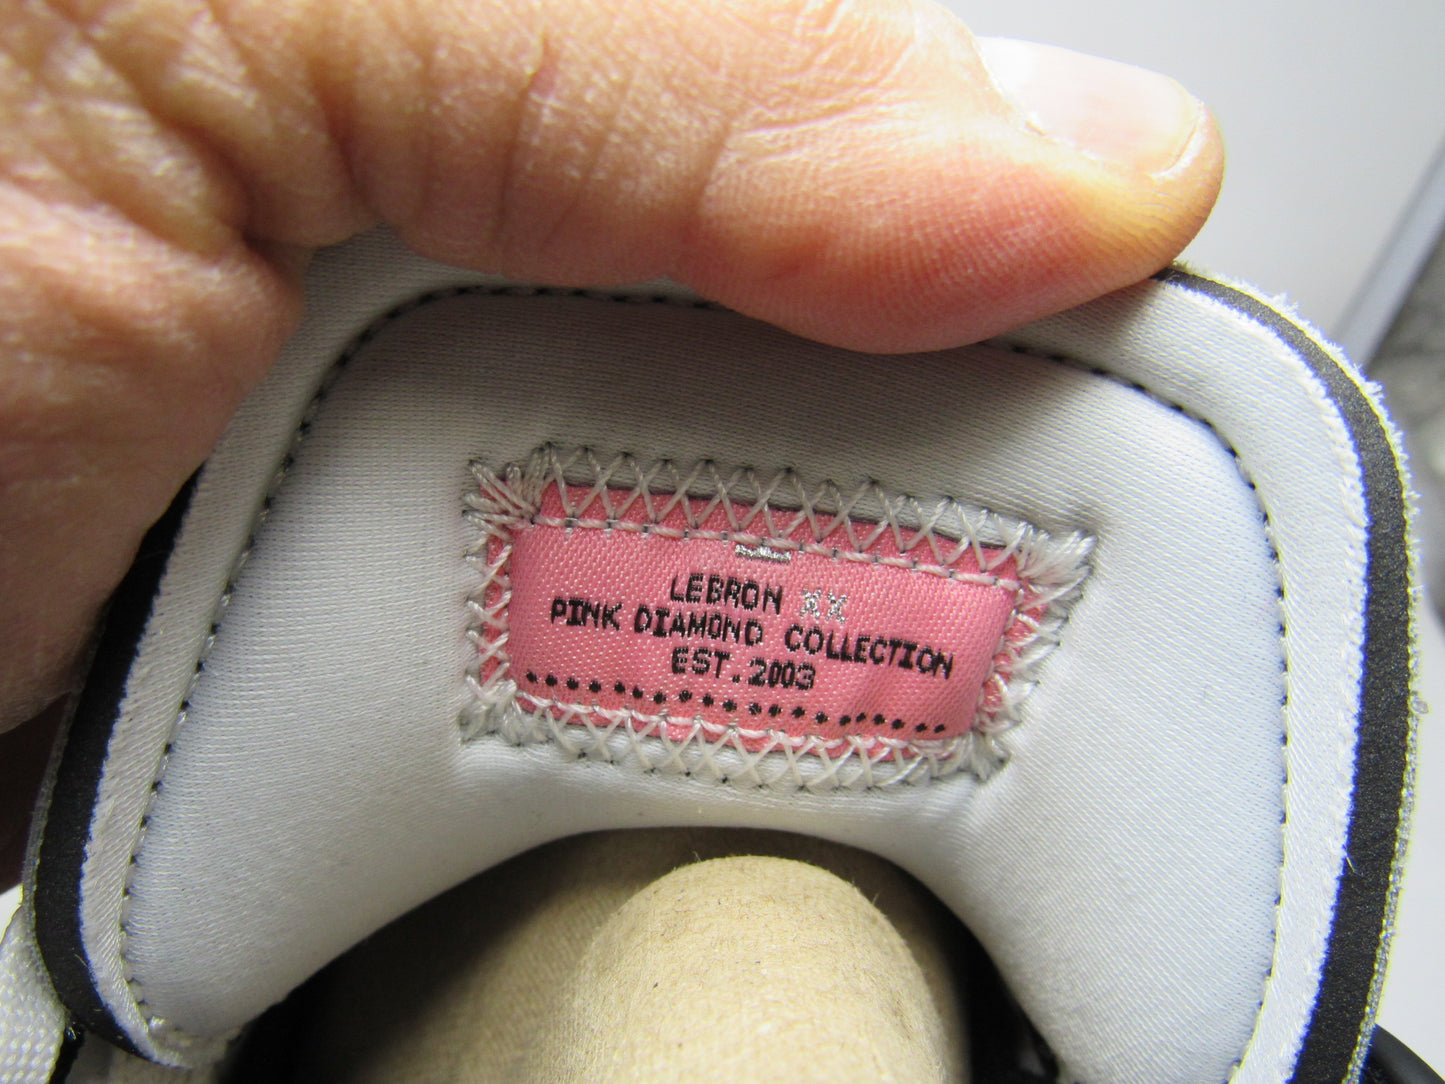 LEBRON XX
PINK DIAMOND COLLECTION
EST.2003